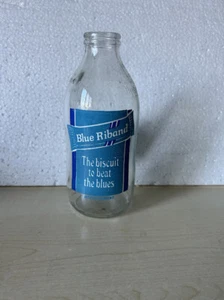 Blue Riband
The biscuit
to beat
the blues